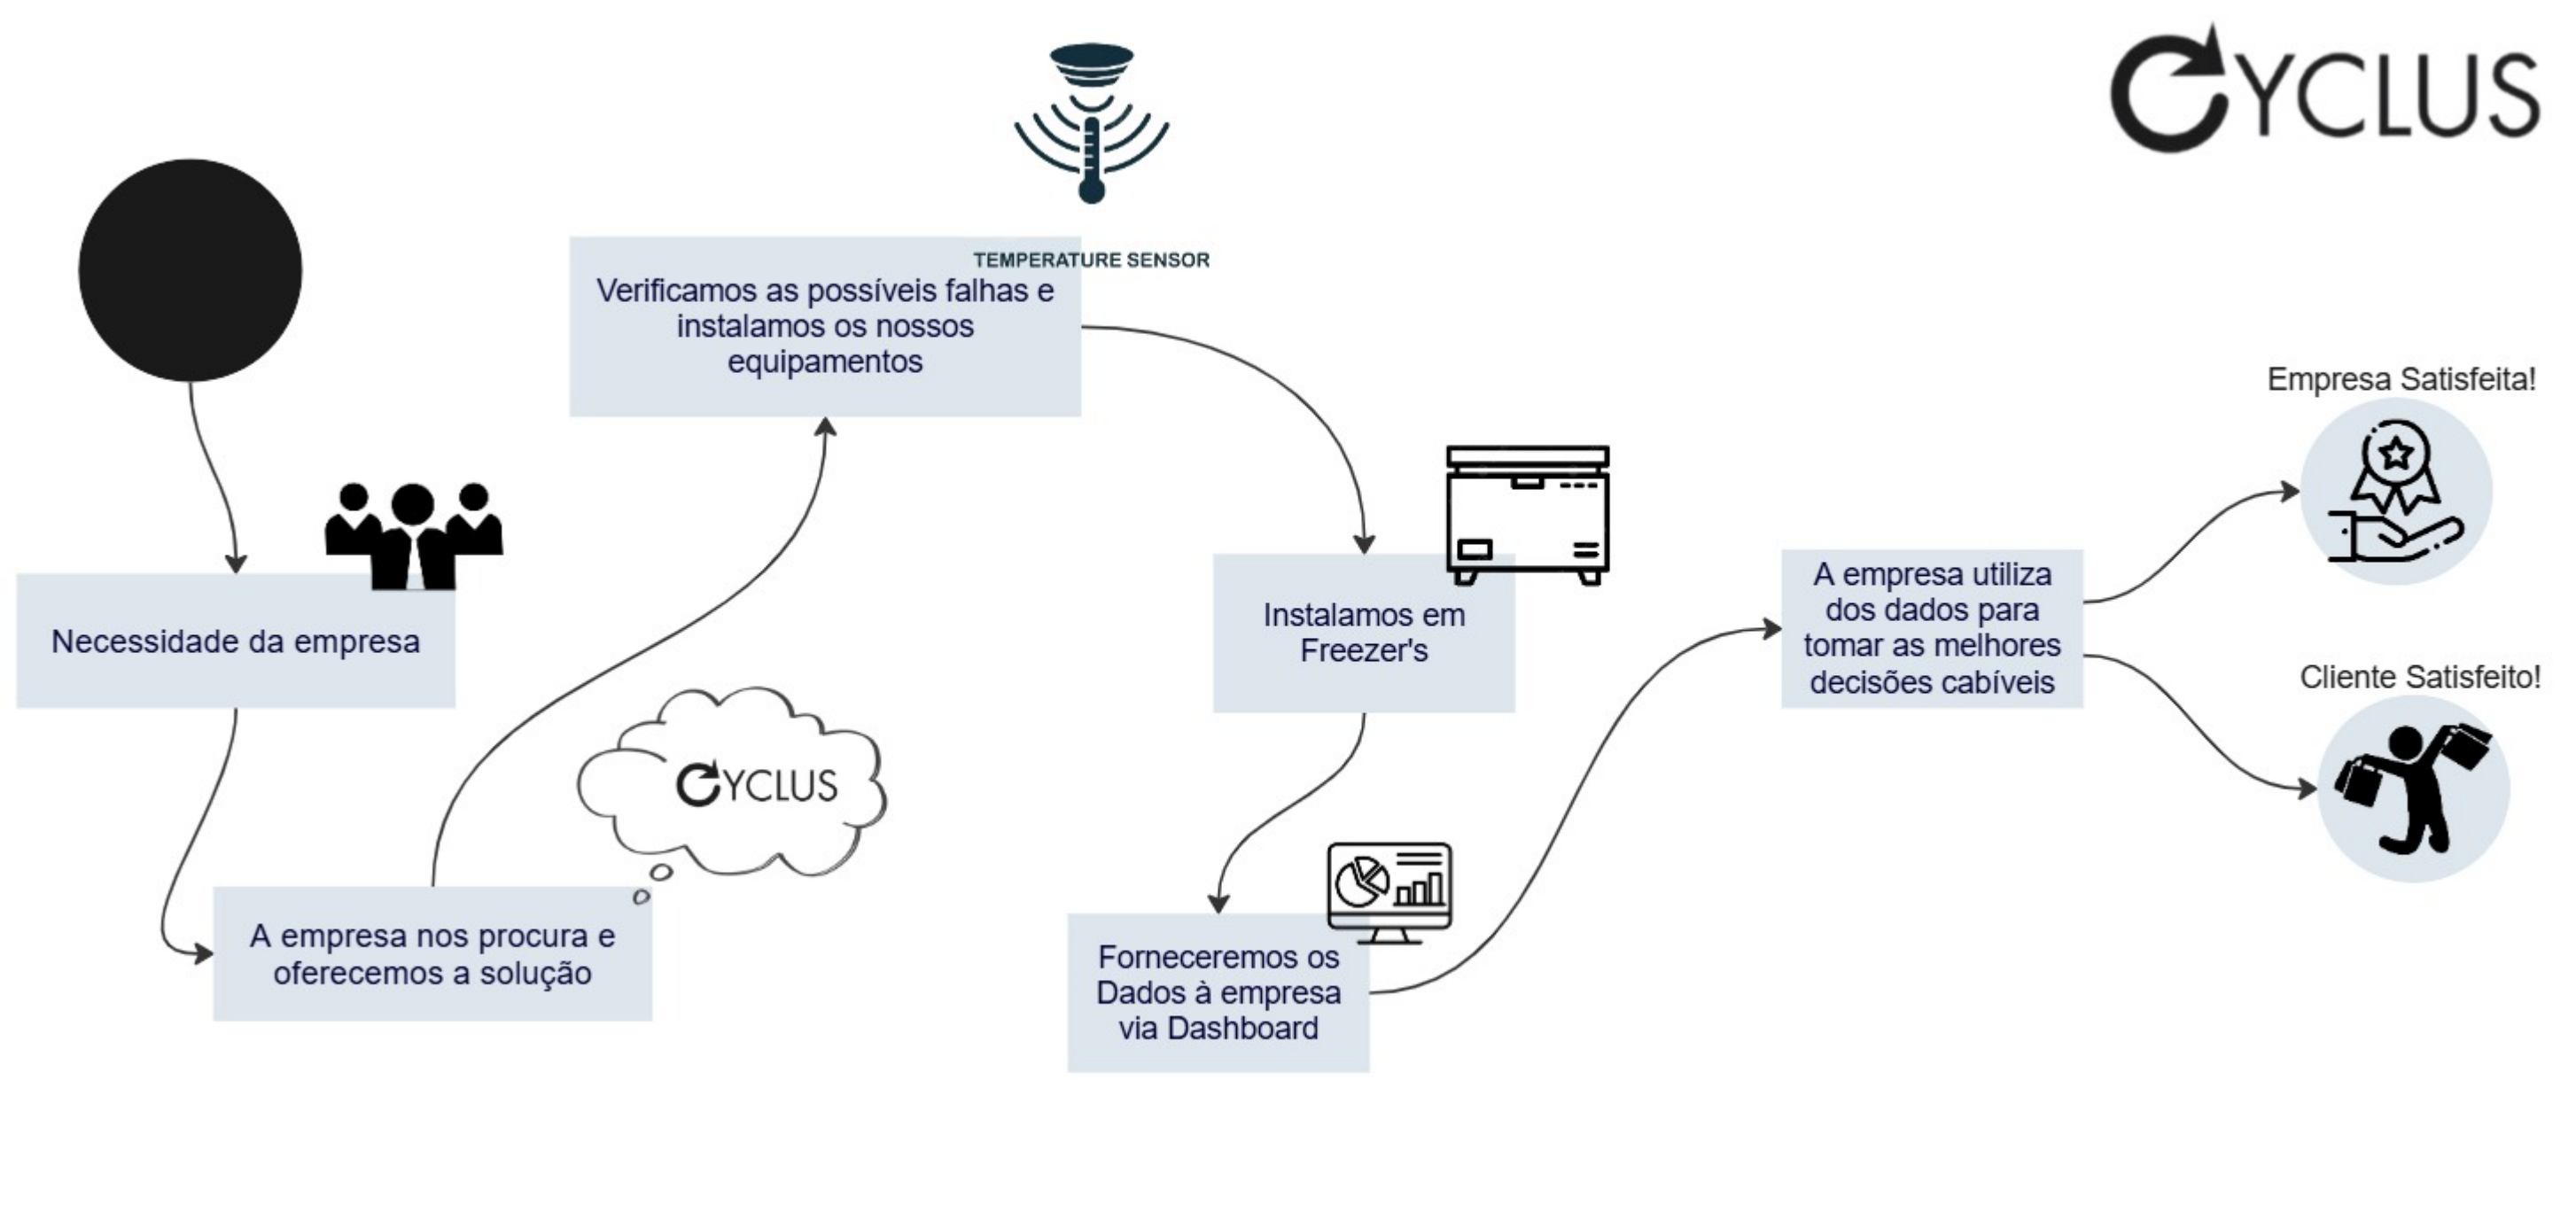 CYCLUS
TEMPERATURE SENSOR
Verificamos as possíveis falhas e
instalamos os nossos
equipamentos
Necessidade da empresa
CYCLUS
A empresa nos procura e
oferecemos a solução
Instalamos em
Freezer's
Forneceremos os
Dados à empresa
via Dashboard
A empresa utiliza
dos dados para
tomar as melhores
decisões cabíveis
Empresa Satisfeita!
Cliente Satisfeito!